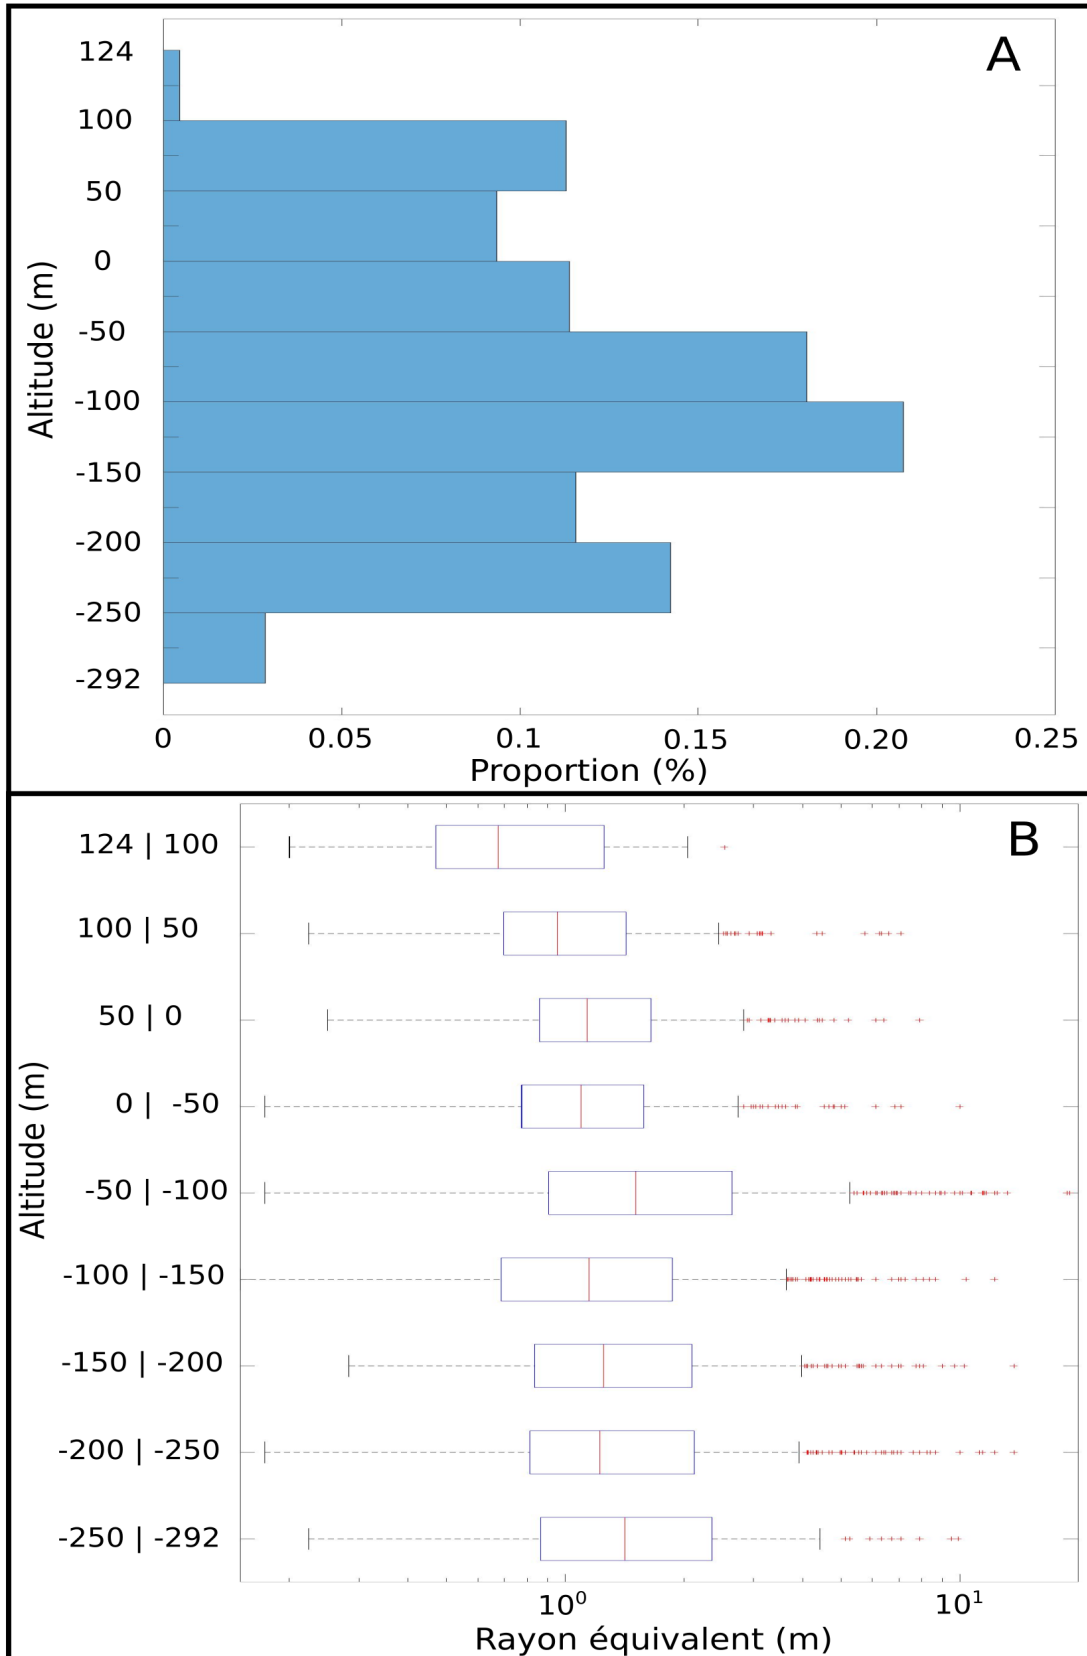 A
124
100
50
0
-50
-100
-150
-200
-250
-292
Altitude (m)
0 0.05 0.1 0.15 0.20 0.25
Proportion (%)
B
124 | 100
100 | 50
50 | 0
0 | -50
-50 | -100
-100 | -150
-150 | -200
-200 | -250
-250 | -292
Altitude (m)
10⁰ 10¹
Rayon équivalent (m)